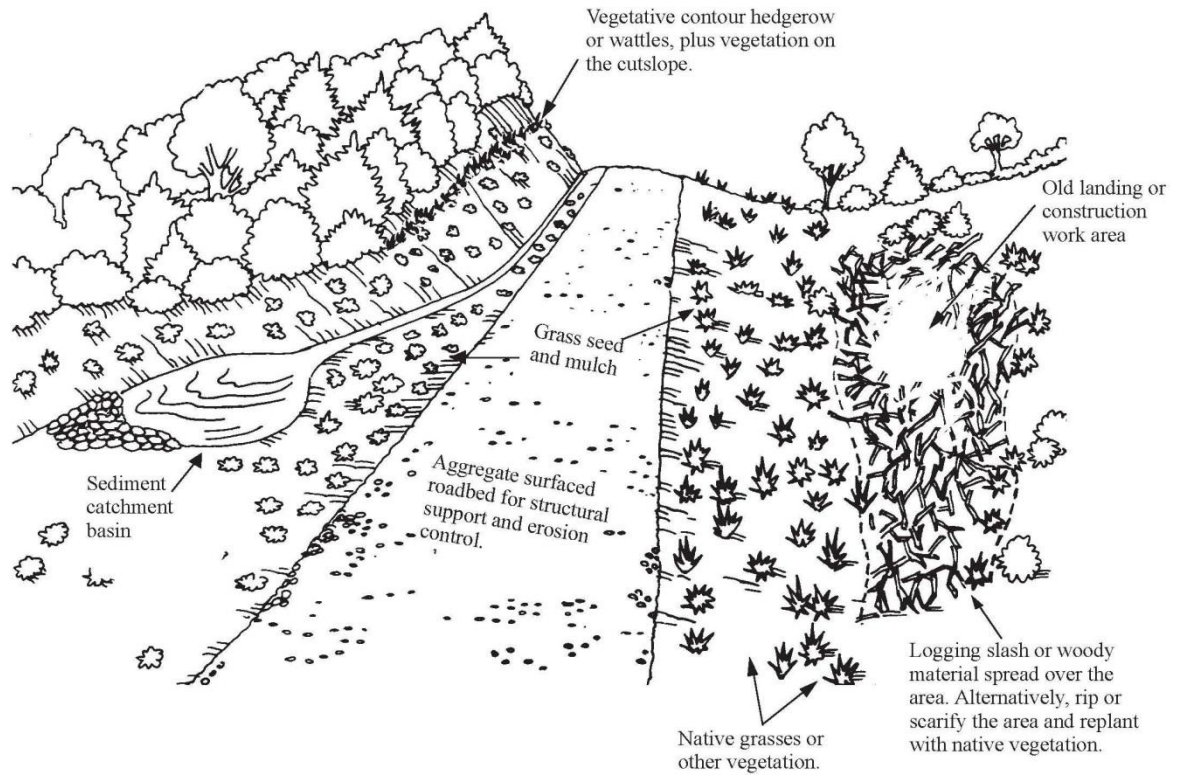 Vegetative contour hedgerow
or wattles, plus vegetation on
the cutslope.
Old landing or
construction
work area
Grass seed
and mulch
Sediment
catchment
basin
Aggregate surfaced
roadbed for structural
support and erosion
control.
Logging slash or woody
material spread over the
area. Alternatively, rip or
scarify the area and replant
with native vegetation.
Native grasses or
other vegetation.